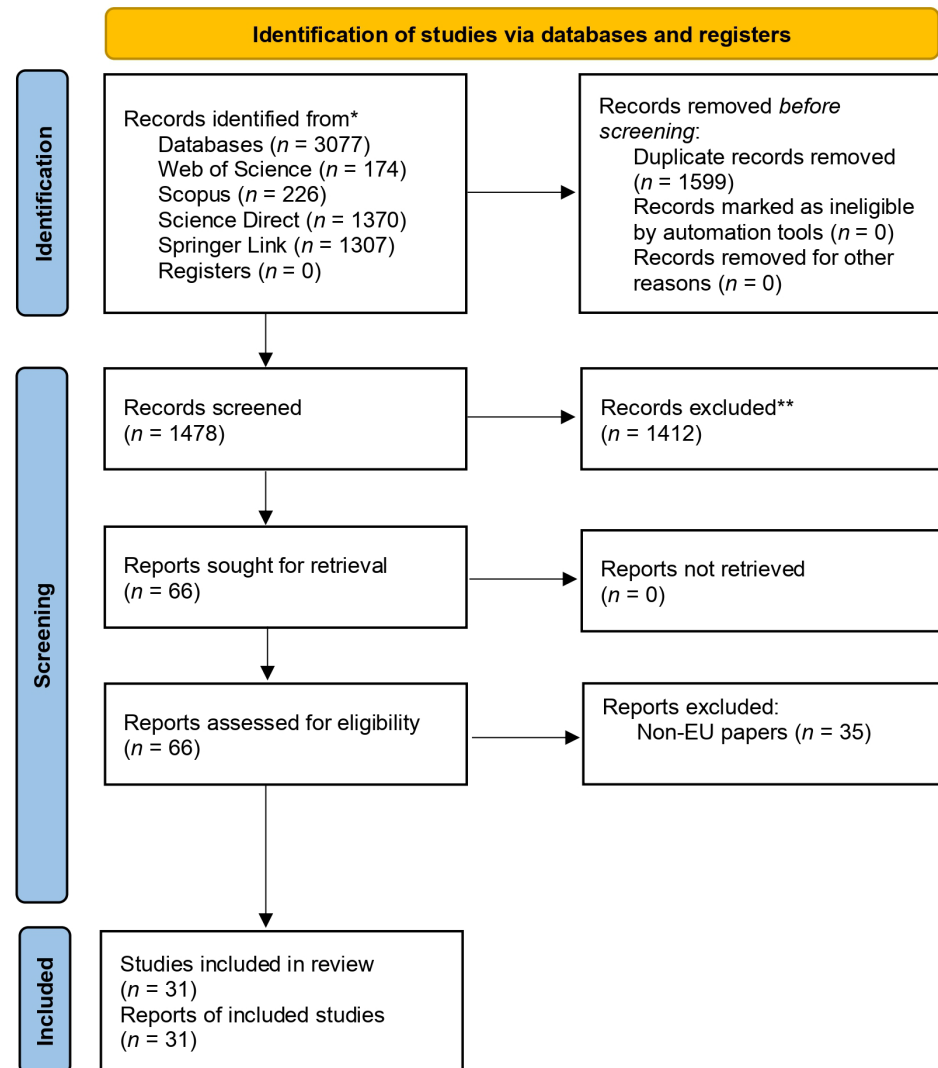 Identification of studies via databases and registers
Identification
Records identified from*
Databases (n = 3077)
Web of Science (n = 174)
Scopus (n = 226)
Science Direct (n = 1370)
Springer Link (n = 1307)
Registers (n = 0)
Records removed before
screening:
Duplicate records removed
(n = 1599)
Records marked as ineligible
by automation tools (n = 0)
Records removed for other
reasons (n = 0)
Screening
Records screened
(n = 1478)
Records excluded**
(n = 1412)
Reports sought for retrieval
(n = 66)
Reports not retrieved
(n = 0)
Reports assessed for eligibility
(n = 66)
Reports excluded:
Non-EU papers (n = 35)
Included
Studies included in review
(n = 31)
Reports of included studies
(n = 31)